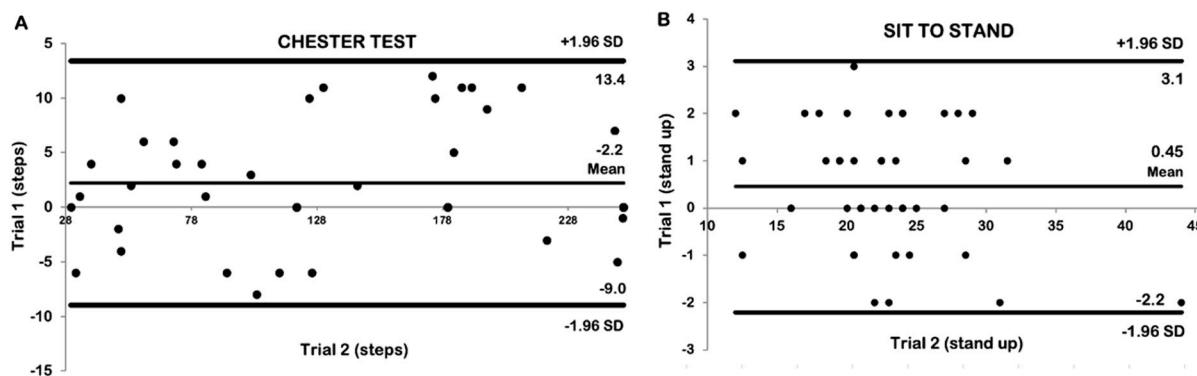 A
CHESTER TEST
+1.96 SD
13.4
-2.2
Mean
-9.0
-1.96 SD
5
10
5
0
-5
-10
-15
28
78
128
178
228
Trial 1 (steps)
Trial 2 (steps)
B
SIT TO STAND
+1.96 SD
3.1
0.45
Mean
-2.2
-1.96 SD
4
3
2
1
0
-1
-2
-3
10
15
20
25
30
35
40
45
Trial 1 (stand up)
Trial 2 (stand up)